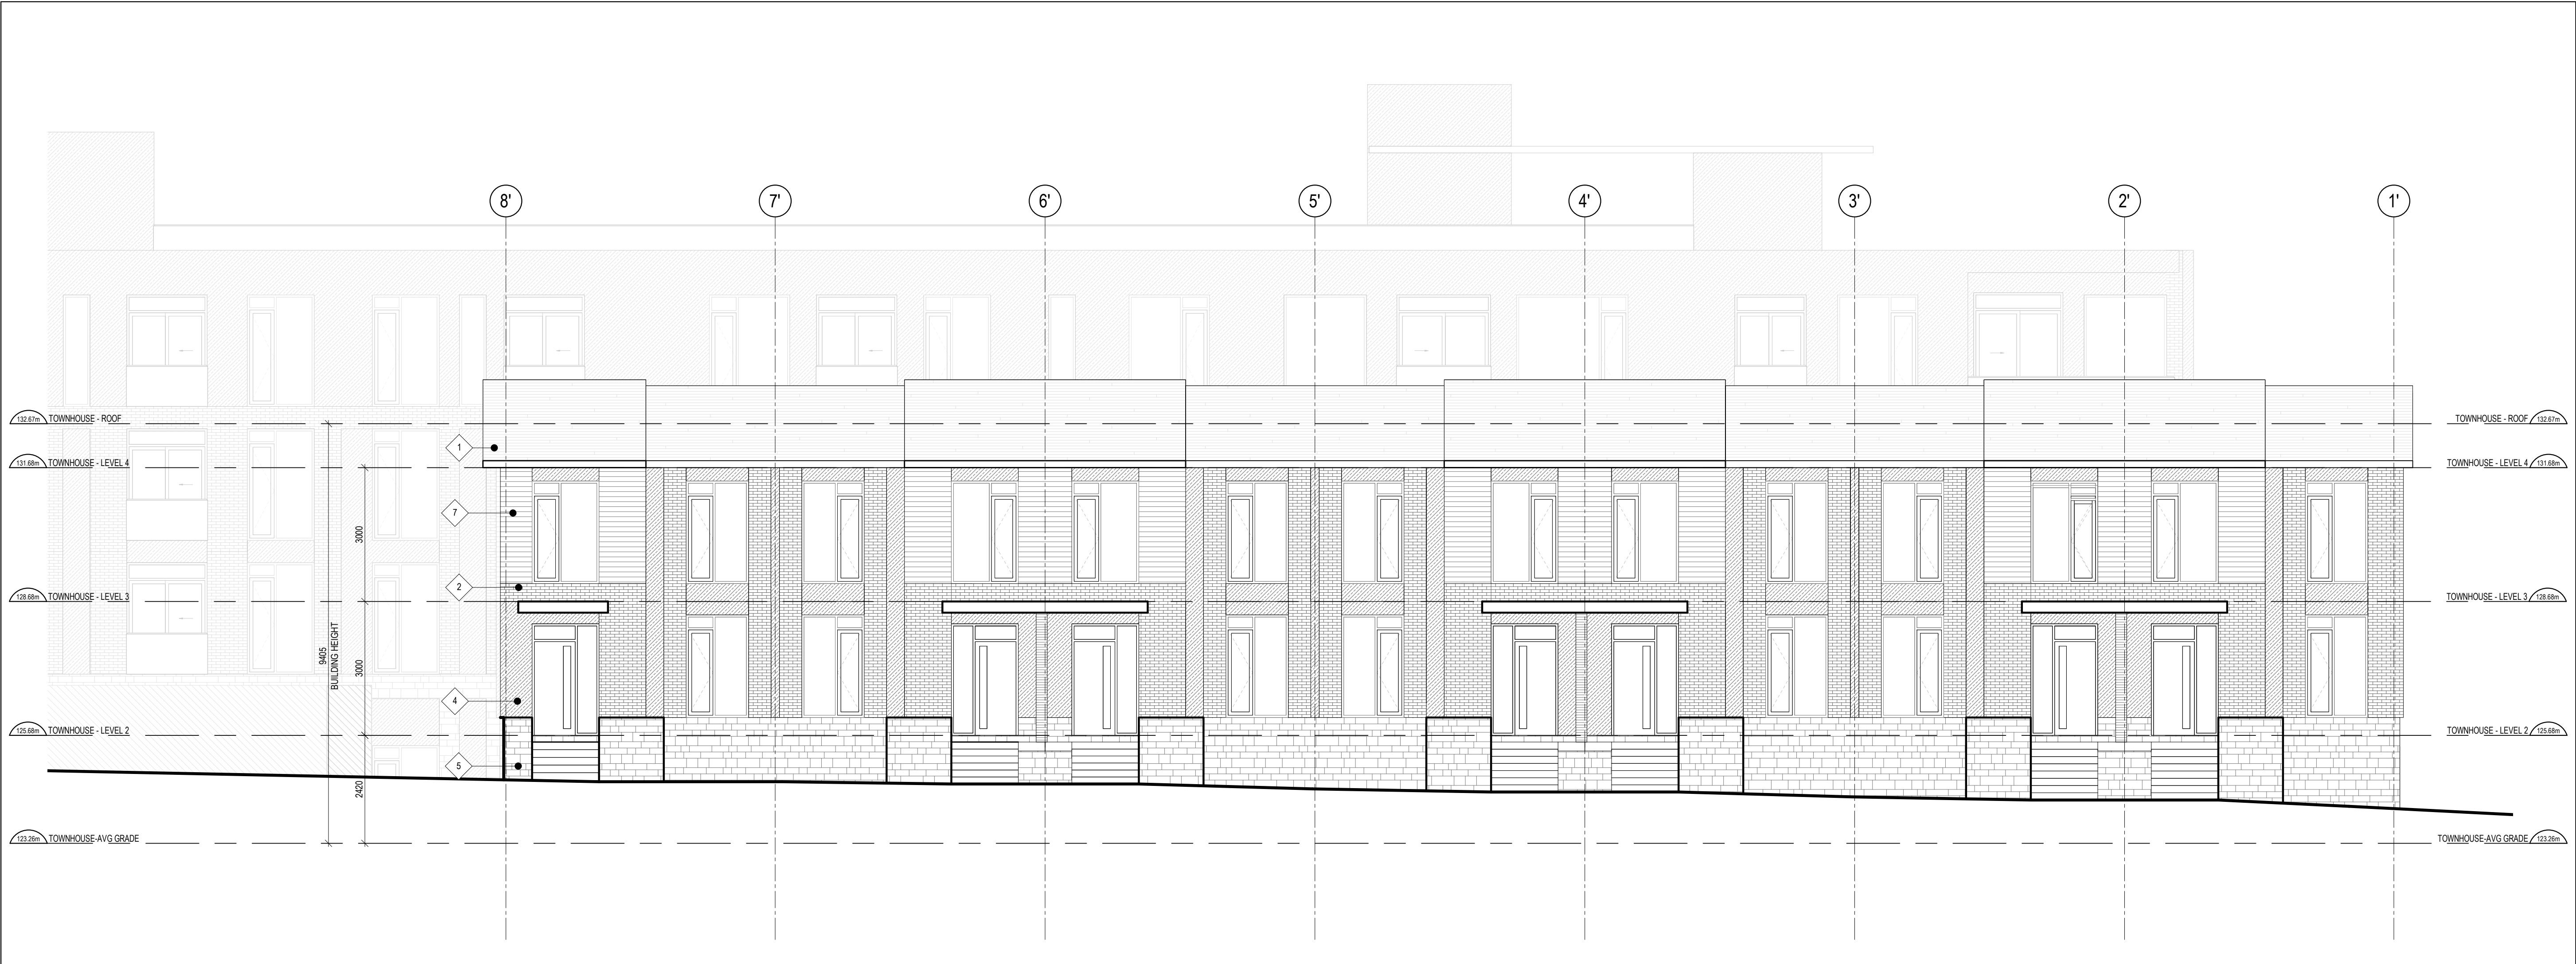 8' 7' 6' 5' 4' 3' 2' 1'
132.67m TOWNHOUSE - ROOF
TOWNHOUSE - ROOF 132.67m
1
131.68m TOWNHOUSE - LEVEL 4
TOWNHOUSE - LEVEL 4 131.68m
7
3000
2
128.68m TOWNHOUSE - LEVEL 3
TOWNHOUSE - LEVEL 3 128.68m
9405
BUILDING HEIGHT
3000
4
125.68m TOWNHOUSE - LEVEL 2
TOWNHOUSE - LEVEL 2 125.68m
5
2420
123.26m TOWNHOUSE-AVG GRADE
TOWNHOUSE-AVG GRADE 123.26m